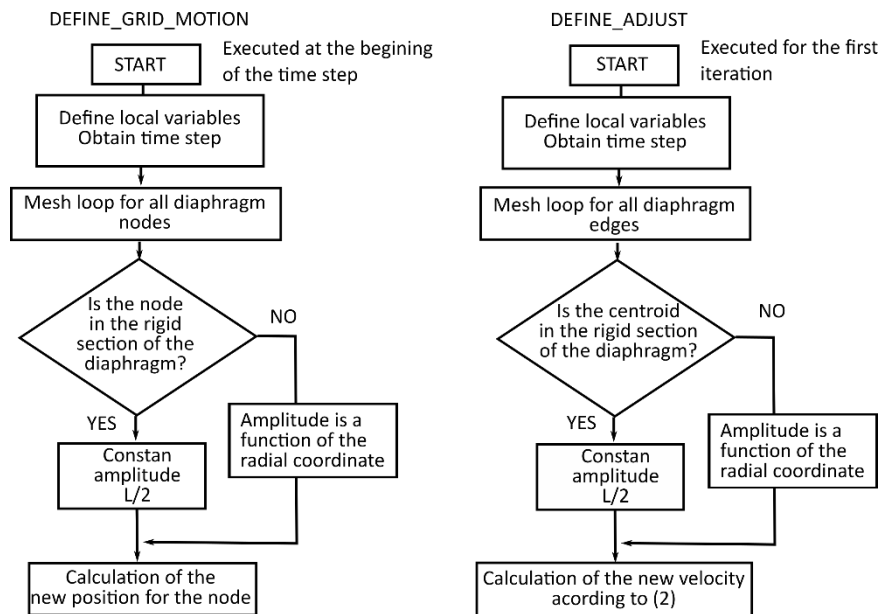 DEFINE_GRID_MOTION
START
Executed at the begining
of the time step
Define local variables
Obtain time step
Mesh loop for all diaphragm
nodes
Is the node
in the rigid
section of the
diaphragm?
NO
YES
Amplitude is a
function of the
radial coordinate
Constan
amplitude
L/2
Calculation of the
new position for the node
DEFINE_ADJUST
START
Executed for the first
iteration
Define local variables
Obtain time step
Mesh loop for all diaphragm
edges
Is the centroid
in the rigid section
of the diaphragm?
NO
YES
Amplitude is a
function of the
radial coordinate
Constan
amplitude
L/2
Calculation of the new velocity
acording to (2)